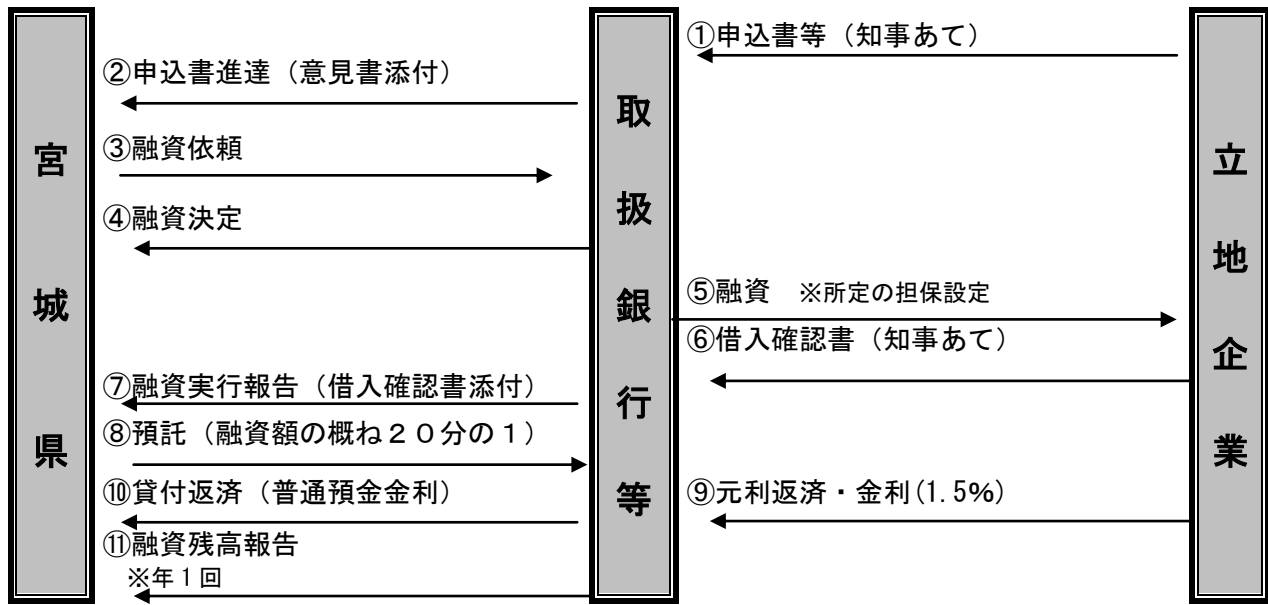 宮城県
取扱銀行等
立地企業
①申込書等（知事あて）
②申込書進達（意見書添付）
③融資依頼
④融資決定
⑤融資　※所定の担保設定
⑥借入確認書（知事あて）
⑦融資実行報告（借入確認書添付）
⑧預託（融資額の概ね２０分の１）
⑩貸付返済（普通預金金利）
⑨元利返済・金利(1.5%)
⑪融資残高報告
※年１回